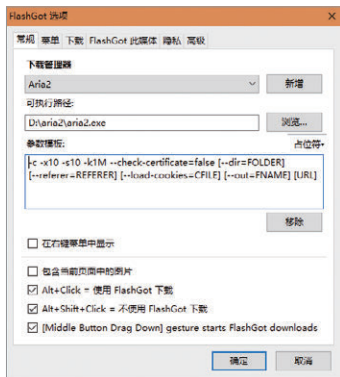 FlashGot 选项
常规 菜单 下载 FlashGot 此媒体 隐私 高级
下载管理器
Aria2 新增
可执行路径:
D:\aria2\aria2.exe 浏览...
参数模板: 占位符
-c -x10 -s10 -k1M --check-certificate=false [--dir=FOLDER]
[--referer=REFERER] [--load-cookies=CFILE] [--out=FNAME] [URL]
移除
在右键菜单中显示
包含当前页面中的图片
Alt+Click = 使用 FlashGot 下载
Alt+Shift+Click = 不使用 FlashGot 下载
[Middle Button Drag Down] gesture starts FlashGot downloads
确定 取消